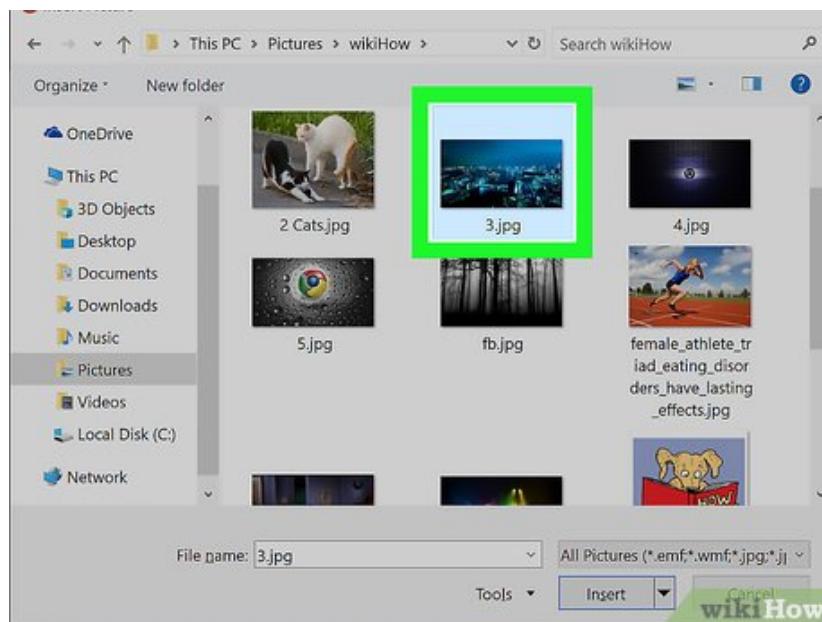 This PC > Pictures > wikiHow >
Search wikiHow
Organize
New folder
OneDrive
This PC
3D Objects
Desktop
Documents
Downloads
Music
Pictures
Videos
Local Disk (C:)
Network
2 Cats.jpg
3.jpg
4.jpg
5.jpg
fb.jpg
female_athlete_tr
iad_eating_disor
ders_have_lasting
_effects.jpg
HOW
File name: 3.jpg
All Pictures (*.emf;*.wmf;*.jpg;*.j
Tools
Insert
Cancel
wikiHow